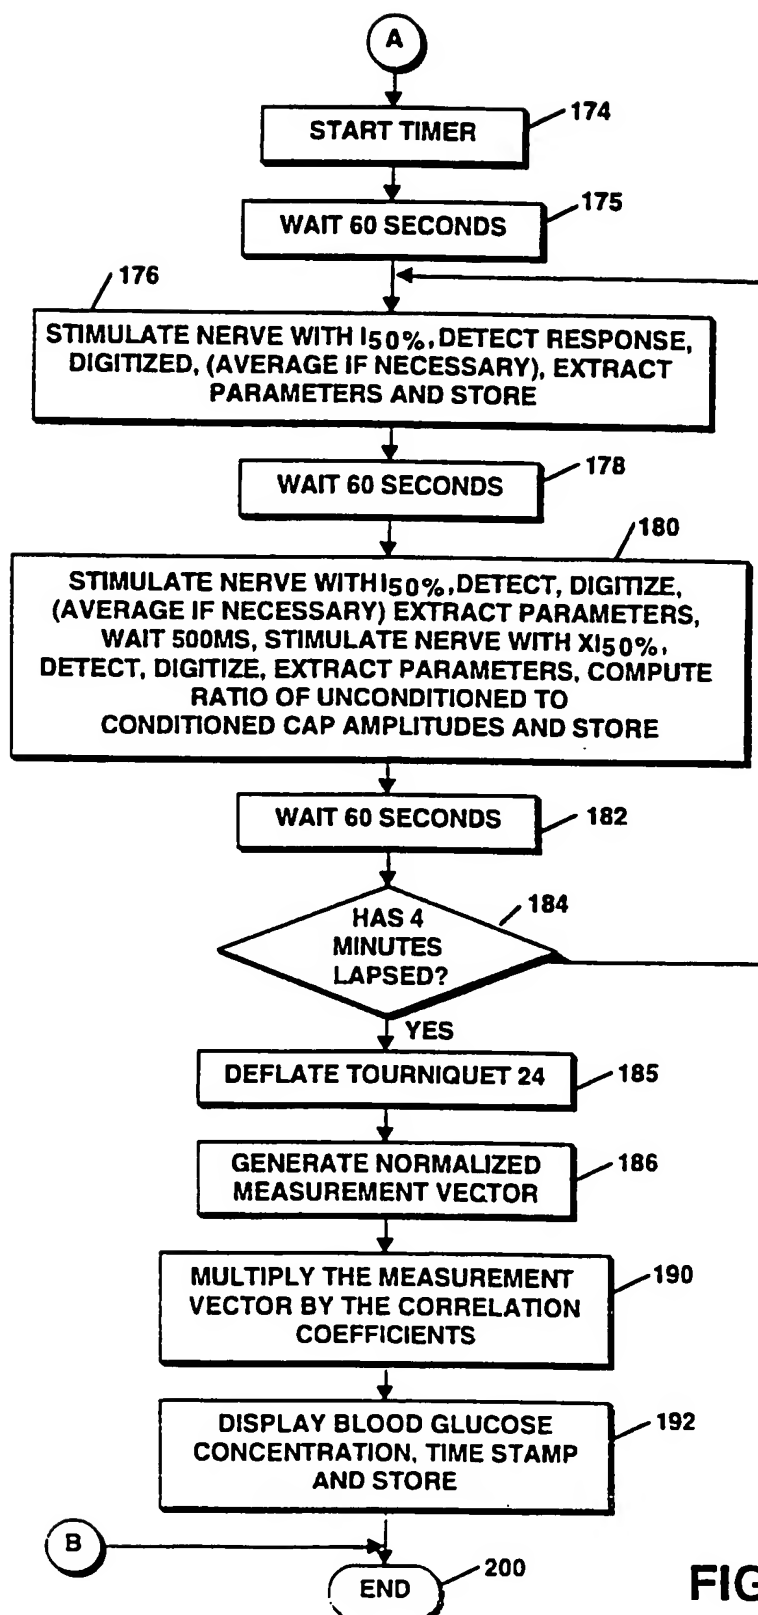 A
START TIMER
174
WAIT 60 SECONDS
175
176
STIMULATE NERVE WITH I50%, DETECT RESPONSE,
DIGITIZED, (AVERAGE IF NECESSARY), EXTRACT
PARAMETERS AND STORE
WAIT 60 SECONDS
178
180
STIMULATE NERVE WITH I50%, DETECT, DIGITIZE,
(AVERAGE IF NECESSARY) EXTRACT PARAMETERS,
WAIT 500MS, STIMULATE NERVE WITH XI50%,
DETECT, DIGITIZE, EXTRACT PARAMETERS, COMPUTE
RATIO OF UNCONDITIONED TO
CONDITIONED CAP AMPLITUDES AND STORE
WAIT 60 SECONDS
182
HAS 4
MINUTES
LAPSED?
184
YES
DEFLATE TOURNIQUET 24
185
GENERATE NORMALIZED
MEASUREMENT VECTOR
186
MULTIPLY THE MEASUREMENT
VECTOR BY THE CORRELATION
COEFFICIENTS
190
DISPLAY BLOOD GLUCOSE
CONCENTRATION, TIME STAMP
AND STORE
192
B
END
200
FIG